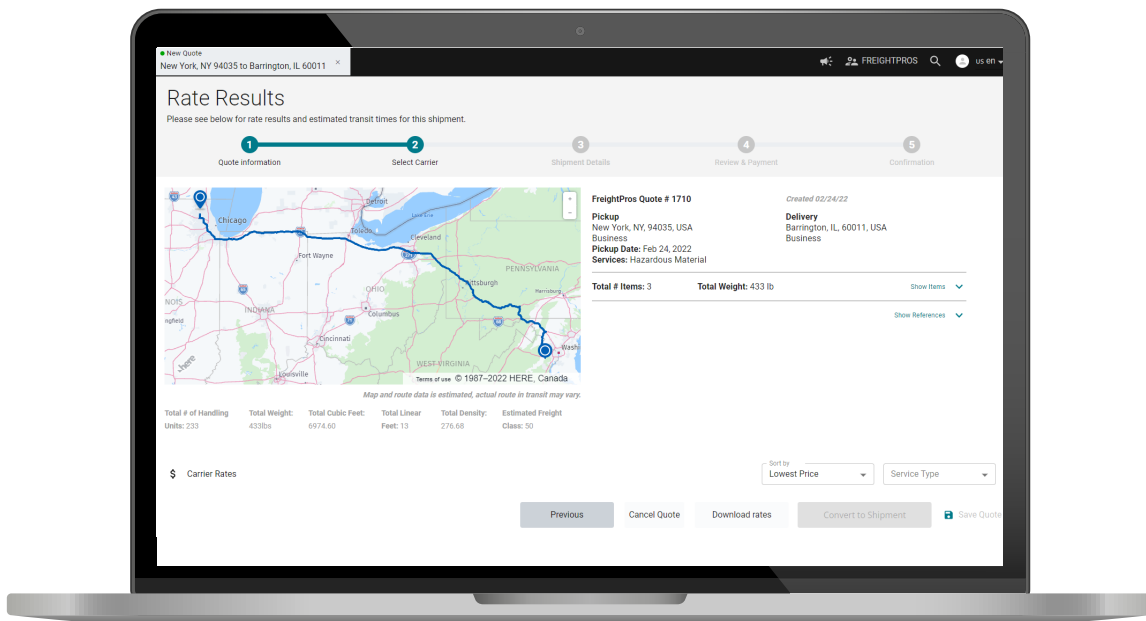 New Quote
New York, NY 94035 to Barrington, IL 60011 ×
FREIGHTPROS us en
Rate Results
Please see below for rate results and estimated transit times for this shipment.
1 2 3 4 5
Quote information Select Carrier Shipment Details Review & Payment Confirmation
Detroit
Chicago
Lake Erie
Toledo
Cleveland
Fort Wayne
PENNSYLVANIA
Pittsburgh
Harrisburg
OHIO
NOIS
INDIANA
Columbus
ngfield
Cincinnati
Washi
WEST VIRGINIA
here
Louisville
Terms of use © 1987–2022 HERE, Canada
+
−
Map and route data is estimated, actual route in transit may vary.
FreightPros Quote # 1710 Created 02/24/22
Pickup Delivery
New York, NY, 94035, USA Barrington, IL, 60011, USA
Business Business
Pickup Date: Feb 24, 2022
Services: Hazardous Material
Total # Items: 3 Total Weight: 433 lb Show Items
Show References
Total # of Handling Total Weight: Total Cubic Feet: Total Linear Total Density: Estimated Freight
Units: 233 433lbs 6974.60 Feet: 13 276.68 Class: 50
$ Carrier Rates
Sort by
Lowest Price Service Type
Previous Cancel Quote Download rates Convert to Shipment Save Quote